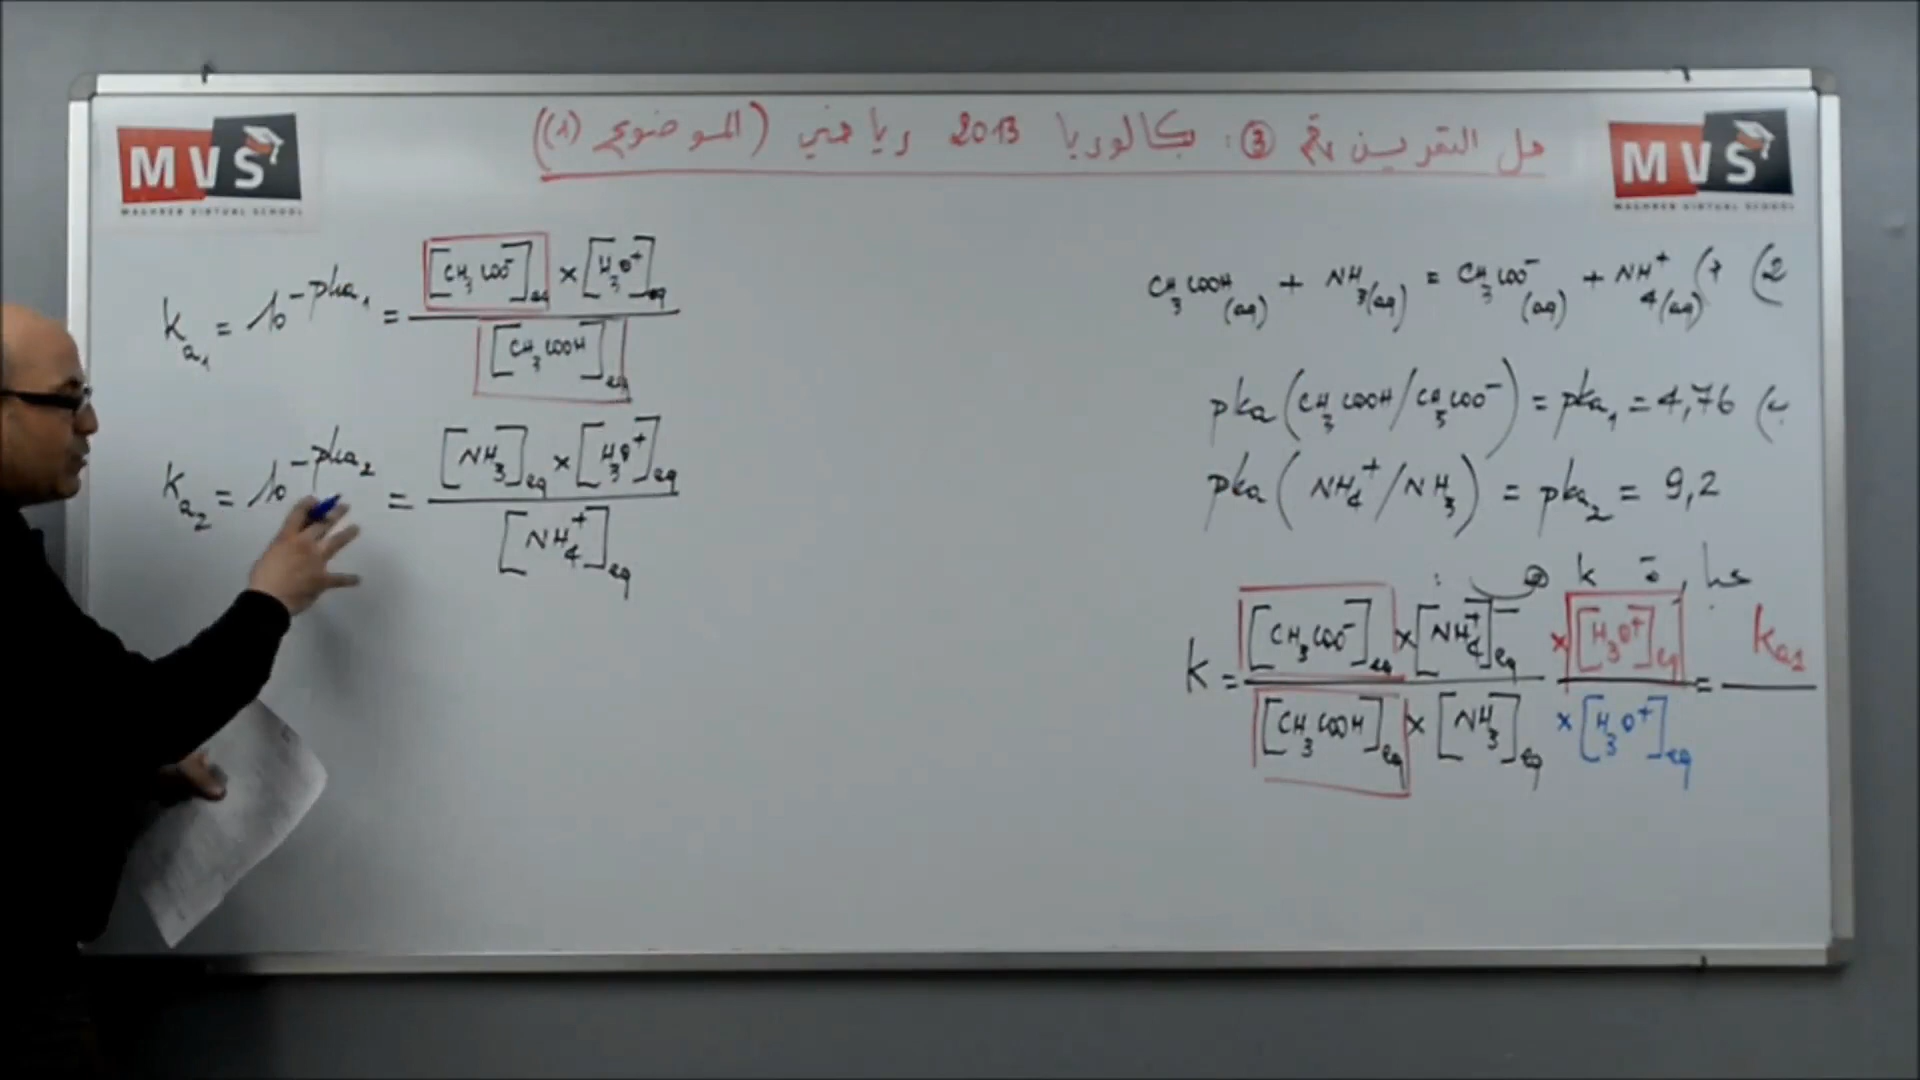 MVS
MAGHREB VIRTUAL SCHOOL
حل التمرين رقم ③ : بكالوريا 2013 رياضي (الموضوع (1))
MVS
MAGHREB VIRTUAL SCHOOL
2) أ) CH₃COOH(aq) + NH₃(aq) = CH₃COO⁻(aq) + NH₄⁺(aq)
ب) pka (CH₃COOH/CH₃COO⁻) = pka₁ = 4,76
pka (NH₄⁺/NH₃) = pka₂ = 9,2
k
k = [CH₃COO⁻]eq × [NH₄⁺]eq × [H₃O⁺]eq / [CH₃COOH]eq × [NH₃]eq × [H₃O⁺]eq = ka₁ /
Ka₁ = 10^-pka₁ = [CH₃COO⁻]eq × [H₃O⁺]eq / [CH₃COOH]eq
Ka₂ = 10^-pka₂ = [NH₃]eq × [H₃O⁺]eq / [NH₄⁺]eq